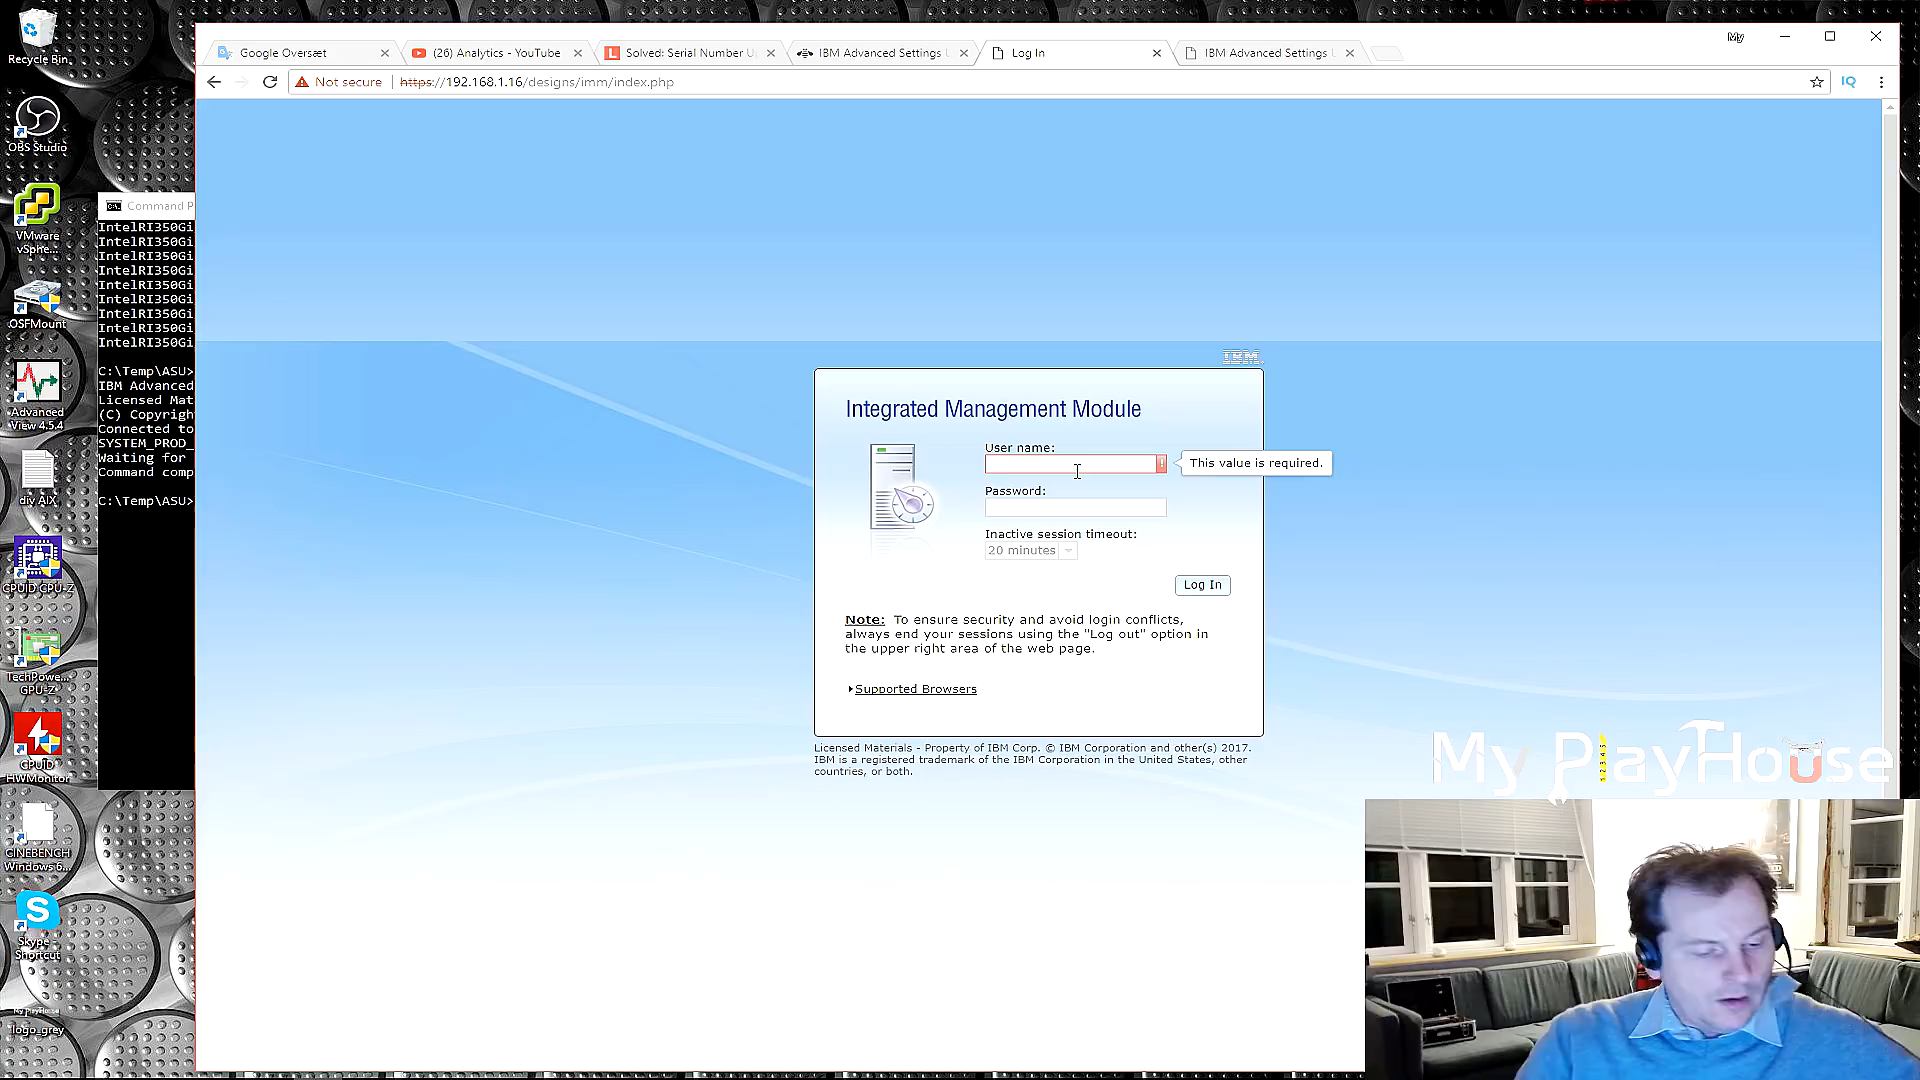 Recycle Bin
OBS Studio
VMware
vSphe...
OSFMount
Advanced
View 4.5.4
div AIX
CPUID CPU-Z
TechPowe...
GPU-Z
CPUID
HWMonitor
CINEBENCH
Windows 6...
Skype -
Shortcut
My PlayHouse
logo_grey
Command P
IntelRI350Gi
IntelRI350Gi
IntelRI350Gi
IntelRI350Gi
IntelRI350Gi
IntelRI350Gi
IntelRI350Gi
IntelRI350Gi
IntelRI350Gi
C:\Temp\ASU>
IBM Advanced
Licensed Mat
(C) Copyrigh
Connected to
SYSTEM_PROD_
Waiting for
Command comp
C:\Temp\ASU>
Google Oversæt
(26) Analytics - YouTube
Solved: Serial Number U
IBM Advanced Settings U
Log In
IBM Advanced Settings U
My
Not secure
https://192.168.1.16/designs/imm/index.php
IQ
IBM.
Integrated Management Module
User name:
This value is required.
Password:
Inactive session timeout:
20 minutes
Log In
Note: To ensure security and avoid login conflicts,
always end your sessions using the "Log out" option in
the upper right area of the web page.
Supported Browsers
Licensed Materials - Property of IBM Corp. © IBM Corporation and other(s) 2017.
IBM is a registered trademark of the IBM Corporation in the United States, other
countries, or both.
My PlayHouse